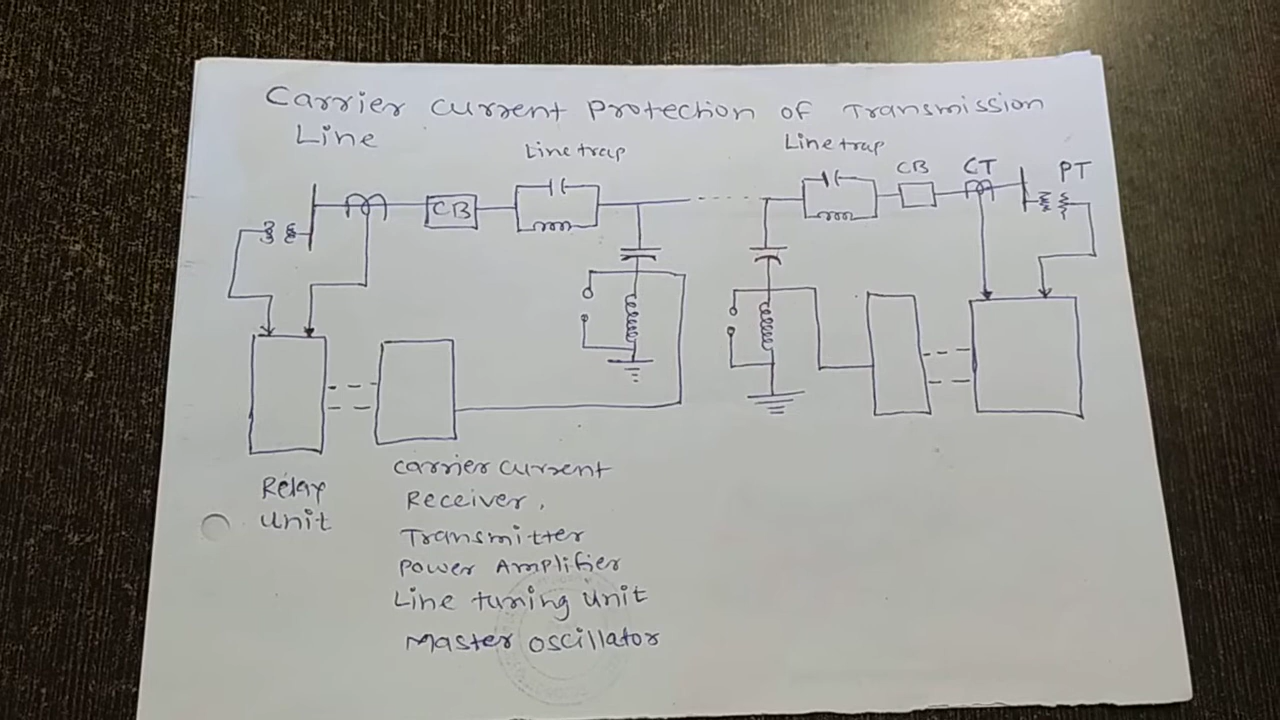 Carrier current protection of Transmission
Line
Line trap
Line trap
CB
CT
PT
CB
Relay
unit
carrier current
Receiver,
Transmitter
power Amplifier
Line tuning unit
Master oscillator